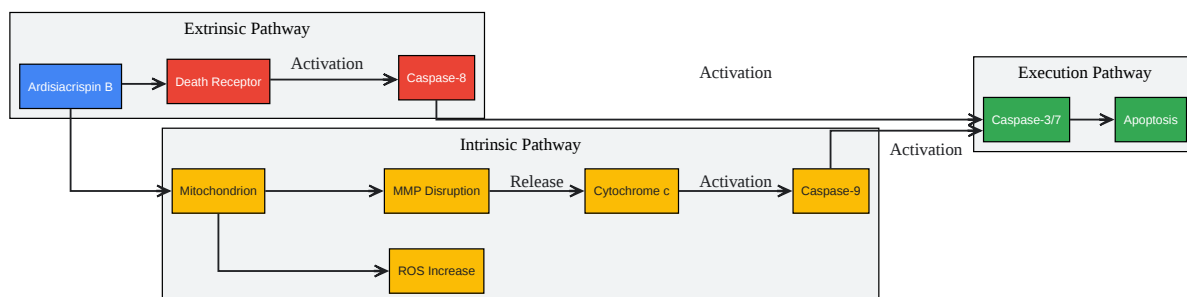 Extrinsic Pathway
Ardisiacrispin B
Death Receptor
Activation
Caspase-8
Activation
Execution Pathway
Caspase-3/7
Apoptosis
Intrinsic Pathway
Activation
Mitochondrion
MMP Disruption
Release
Cytochrome c
Activation
Caspase-9
ROS Increase